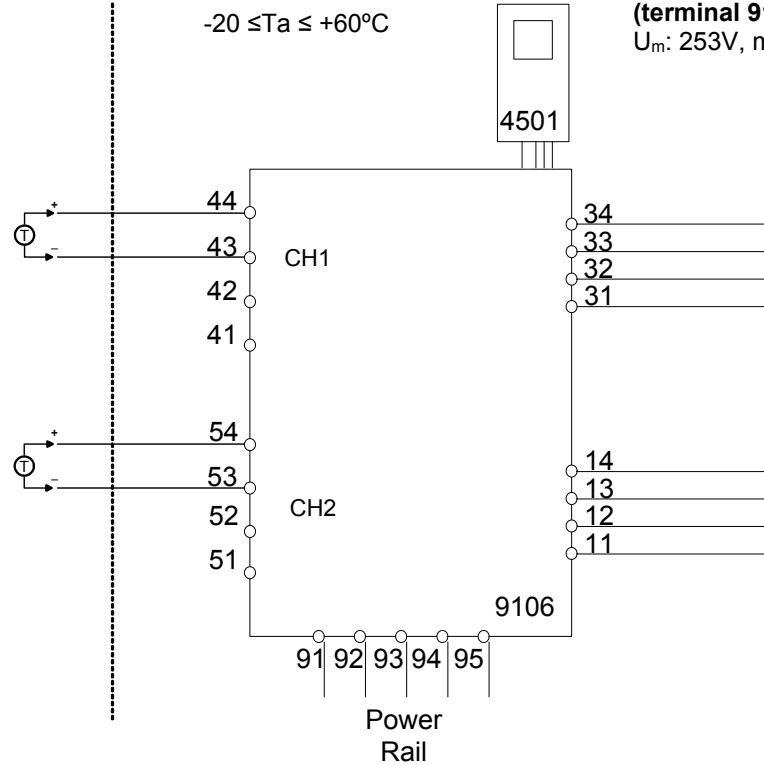 -20 ≤Ta ≤ +60ºC
(terminal 9
Um: 253V, m
4501
44
+
T
–
43
CH1
42
41
34
33
32
31
54
+
T
–
53
CH2
52
51
14
13
12
11
9106
91 92 93 94 95
Power
Rail